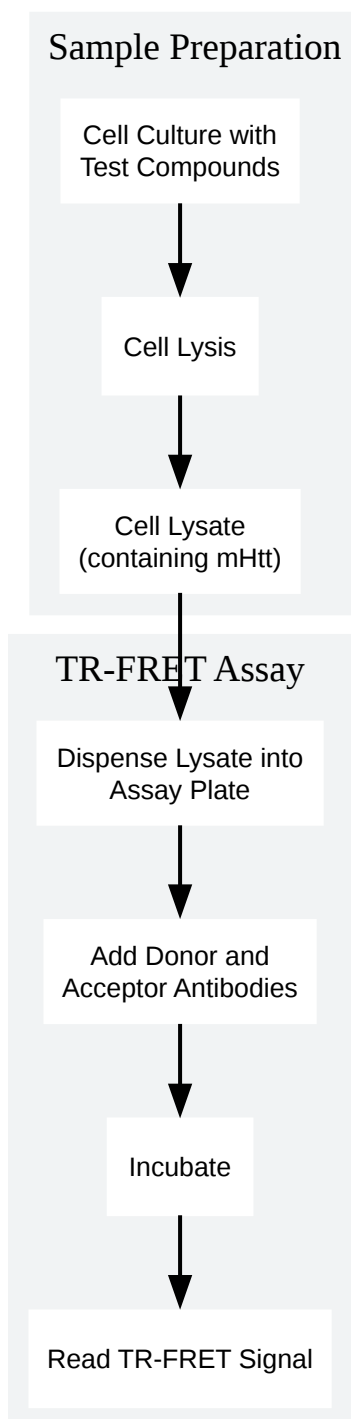 Sample Preparation
Cell Culture with
Test Compounds
Cell Lysis
Cell Lysate
(containing mHtt)
TR-FRET Assay
Dispense Lysate into
Assay Plate
Add Donor and
Acceptor Antibodies
Incubate
Read TR-FRET Signal